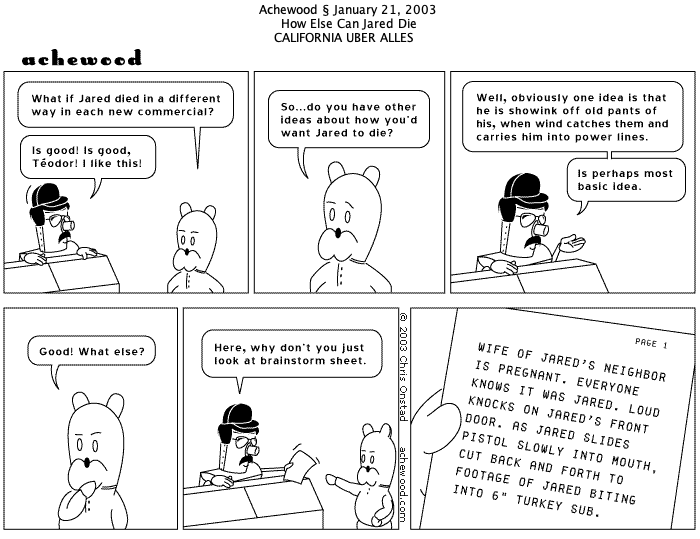 Achewood § January 21, 2003
How Else Can Jared Die
CALIFORNIA UBER ALLES
achewood
What if Jared died in a different
way in each new commercial?
Is good! Is good,
Téodor! I like this!
So...do you have other
ideas about how you'd
want Jared to die?
Well, obviously one idea is that
he is showink off old pants of
his, when wind catches them and
carries him into power lines.
Is perhaps most
basic idea.
Good! What else?
Here, why don't you just
look at brainstorm sheet.
© 2003 Chris Onstad achewood.com
PAGE 1
WIFE OF JARED'S NEIGHBOR
IS PREGNANT. EVERYONE
KNOWS IT WAS JARED. LOUD
KNOCKS ON JARED'S FRONT
DOOR. AS JARED SLIDES
PISTOL SLOWLY INTO MOUTH,
CUT BACK AND FORTH TO
FOOTAGE OF JARED BITING
INTO 6" TURKEY SUB.